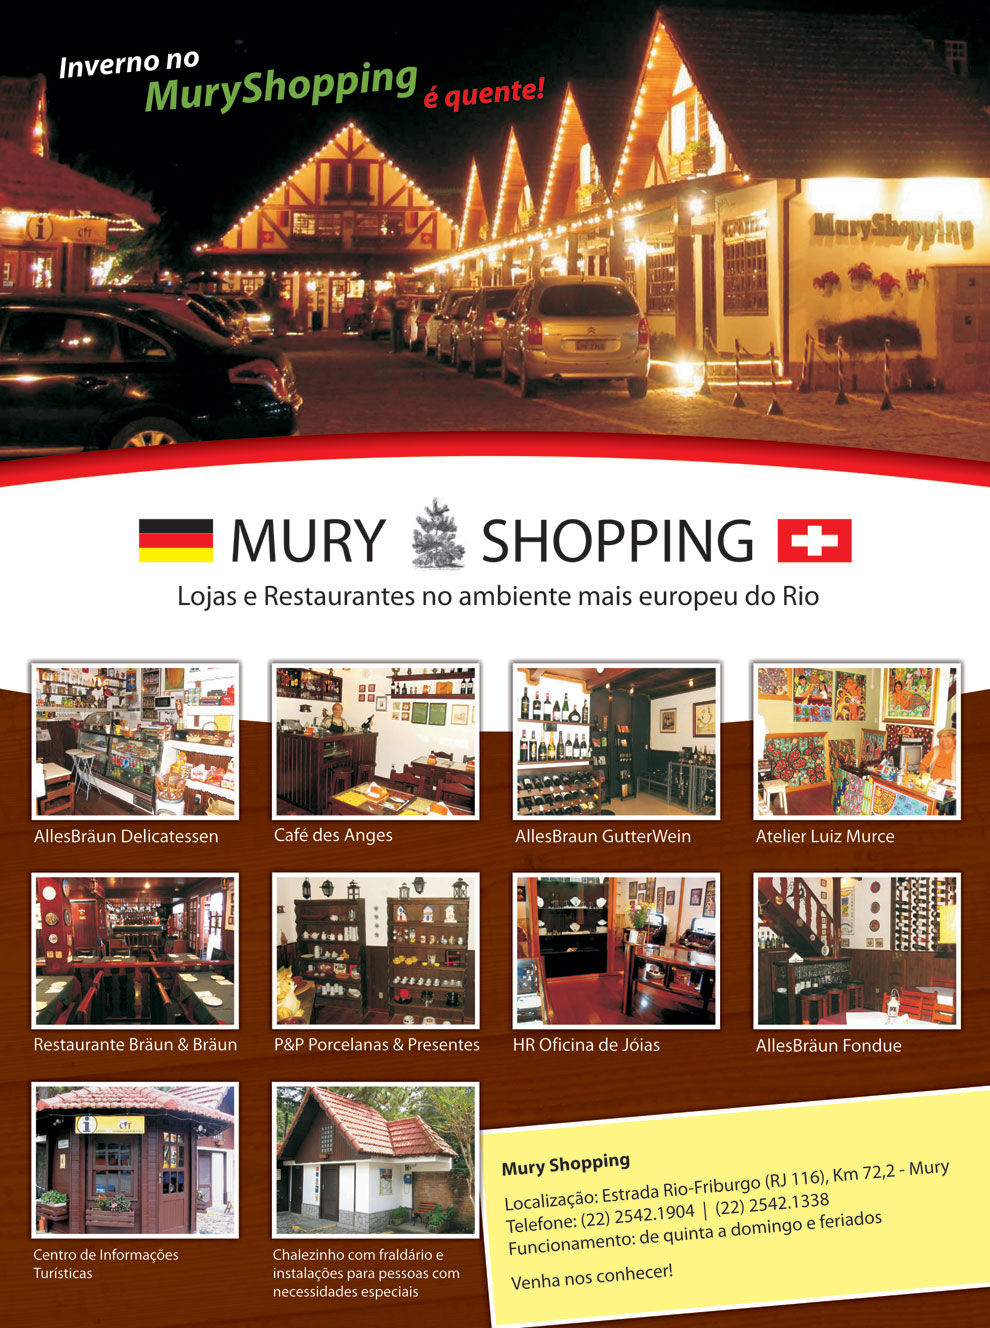 Inverno no
MuryShopping
é quente!
i
cit
MuryShopping
MURY SHOPPING
Lojas e Restaurantes no ambiente mais europeu do Rio
AllesBräun Delicatessen
Café des Anges
AllesBraun GutterWein
Atelier Luiz Murce
Restaurante Bräun & Bräun
P&P Porcelanas & Presentes
HR Oficina de Jóias
AllesBräun Fondue
i
cit
Centro de Informações
Turísticas
Chalezinho com fraldário e
instalações para pessoas com
necessidades especiais
Mury Shopping
Localização: Estrada Rio-Friburgo (RJ 116), Km 72,2 - Mury
Telefone: (22) 2542.1904 | (22) 2542.1338
Funcionamento: de quinta a domingo e feriados
Venha nos conhecer!